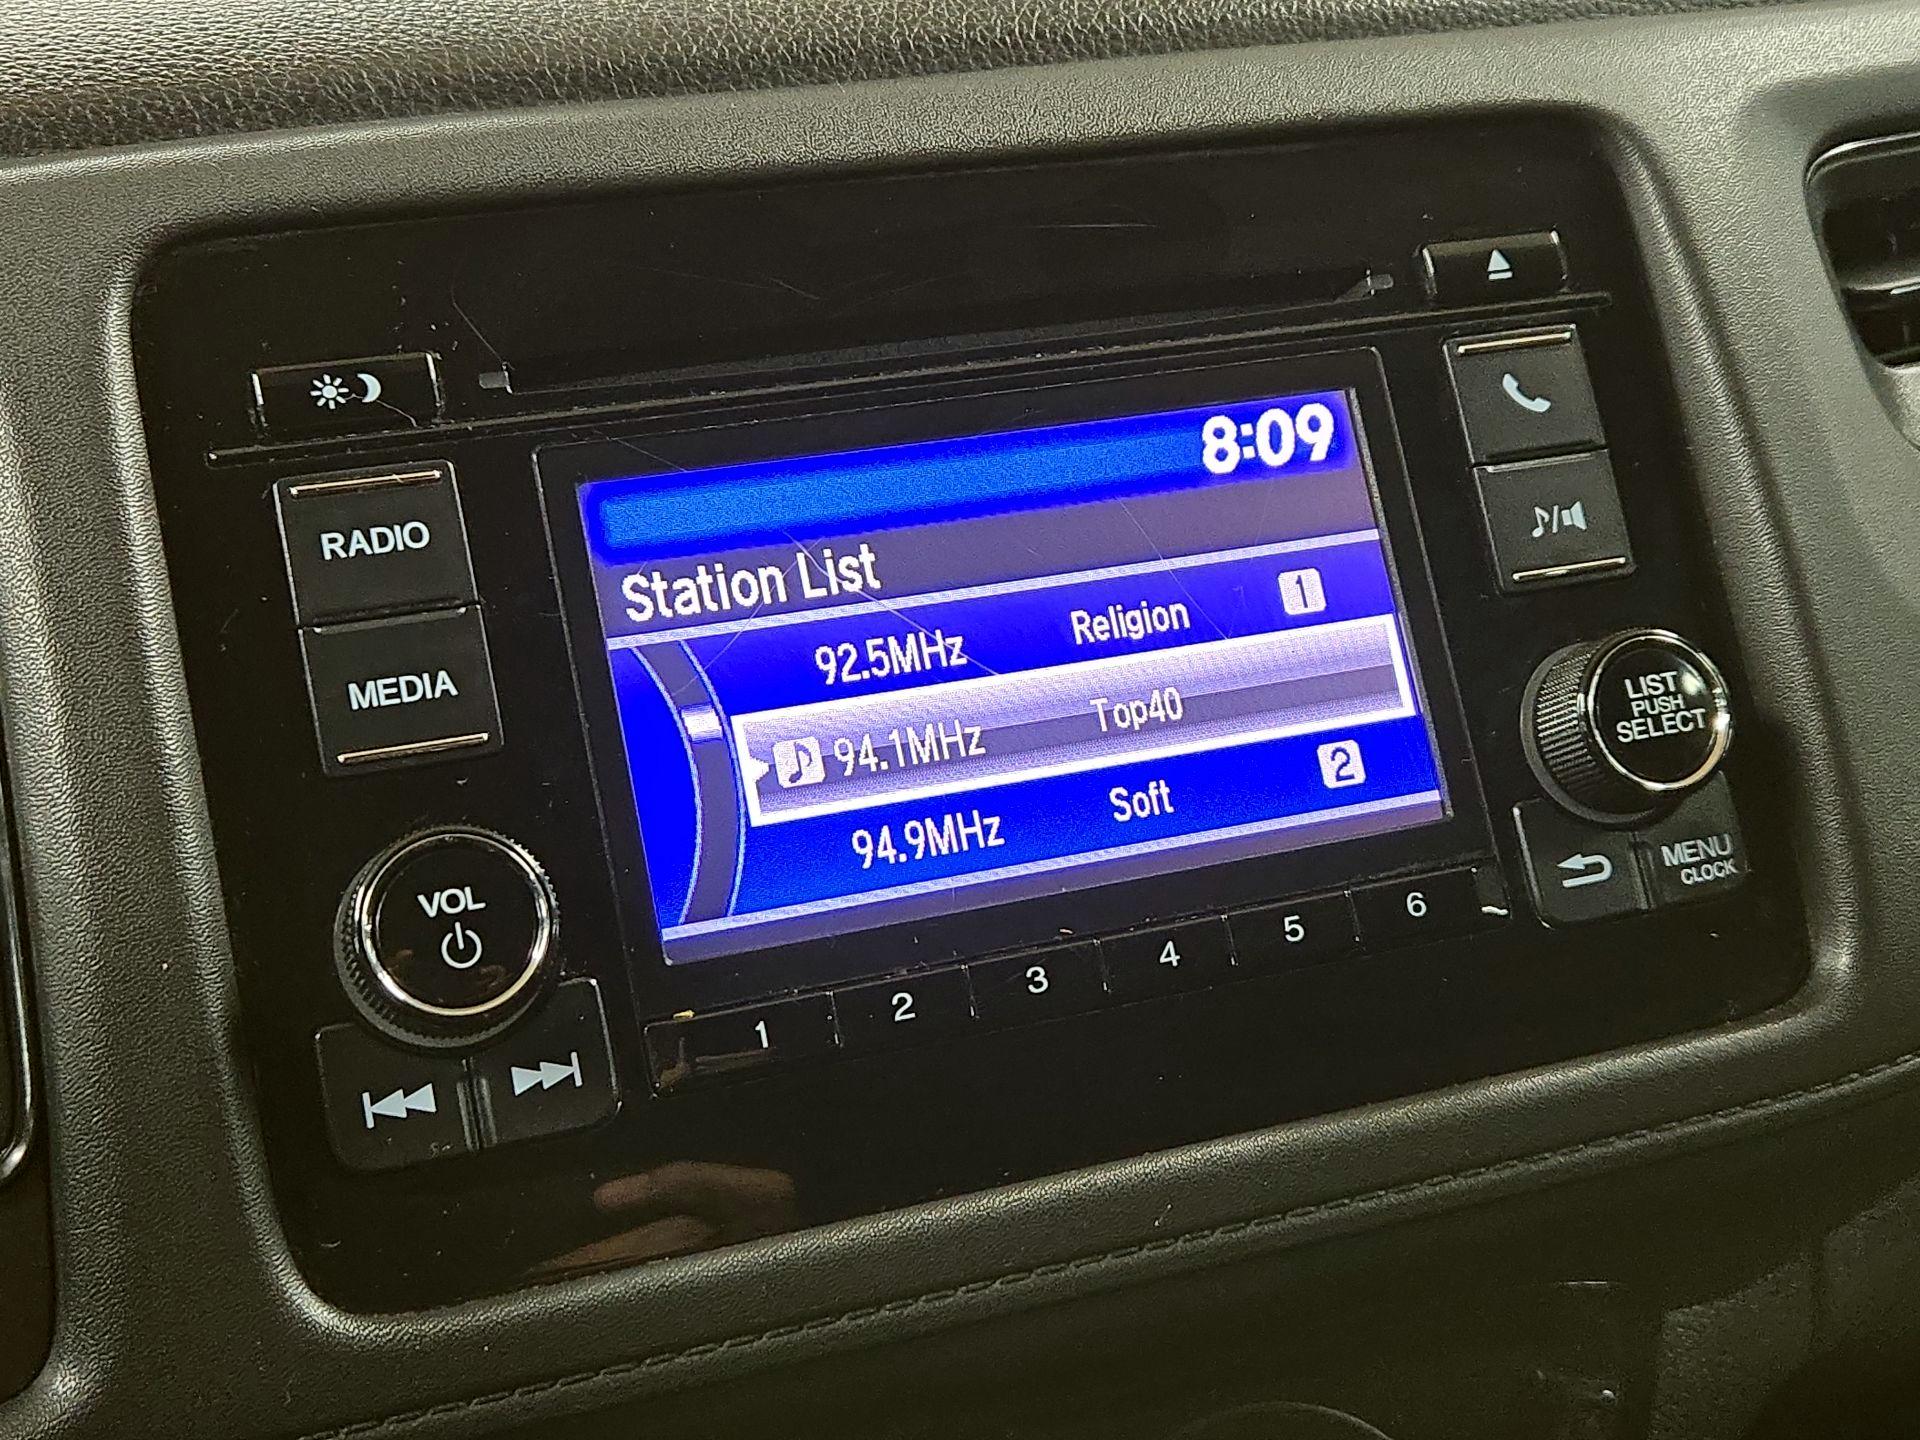 8:09
Station List
92.5MHz Religion 1
94.1MHz Top40
94.9MHz Soft 2
RADIO
MEDIA
VOL
LIST
PUSH
SELECT
MENU
CLOCK
1 2 3 4 5 6